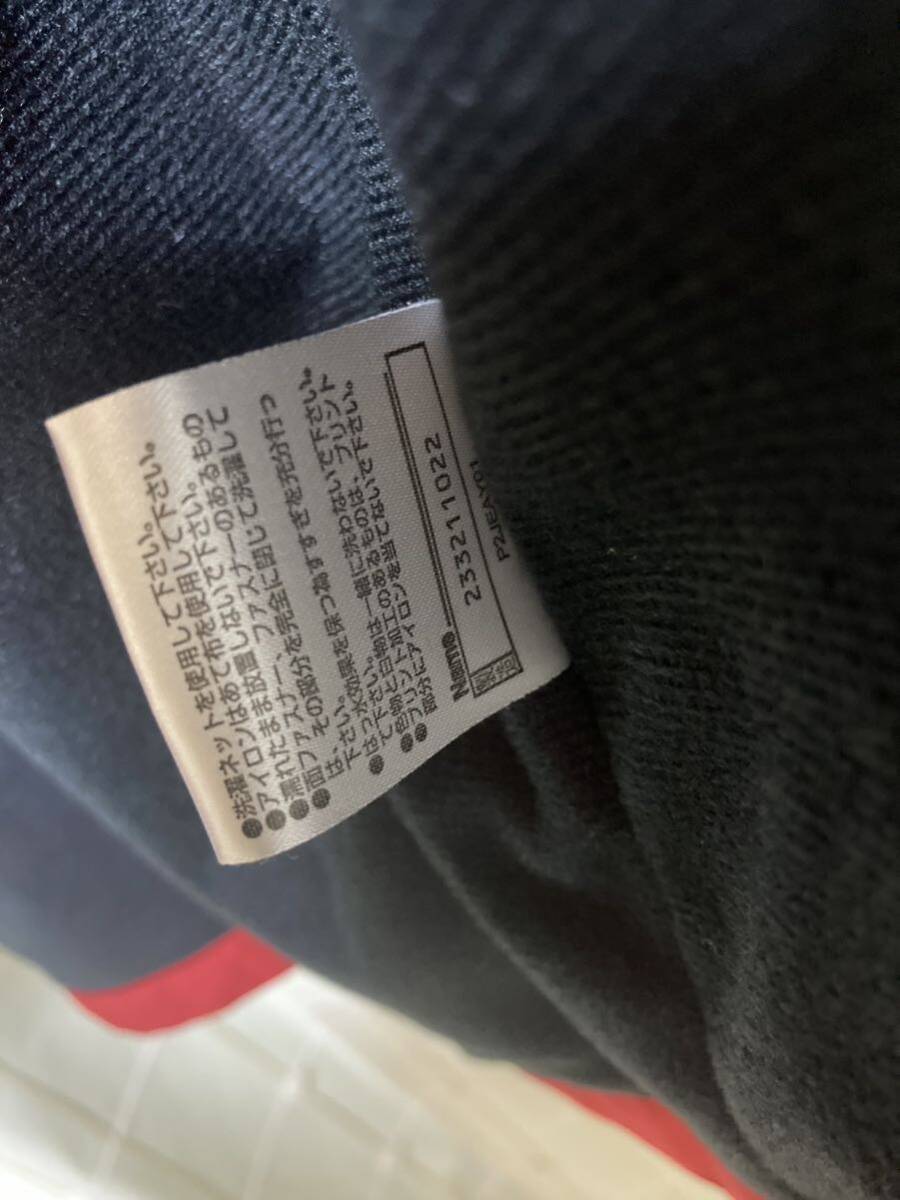 ●洗濯ネットを使用して下さい。
●アイロンはあて布を使用して下さい。
●濡れたまま放置しないで下さい。
●面ファスナー、ファスナーのあるもの
は、その部分を完全に閉じて洗濯して
下さい。
●はっ水効果を保つ為すすぎを充分行っ
て下さい。
●色物と白物は一緒に洗わないで下さい。
●プリント加工のあるものは、プリント
部分にアイロンを当てないで下さい。
Name
製造 233211022
P2JEAY01